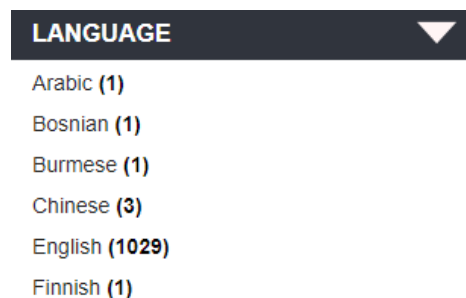 LANGUAGE
Arabic (1)
Bosnian (1)
Burmese (1)
Chinese (3)
English (1029)
Finnish (1)